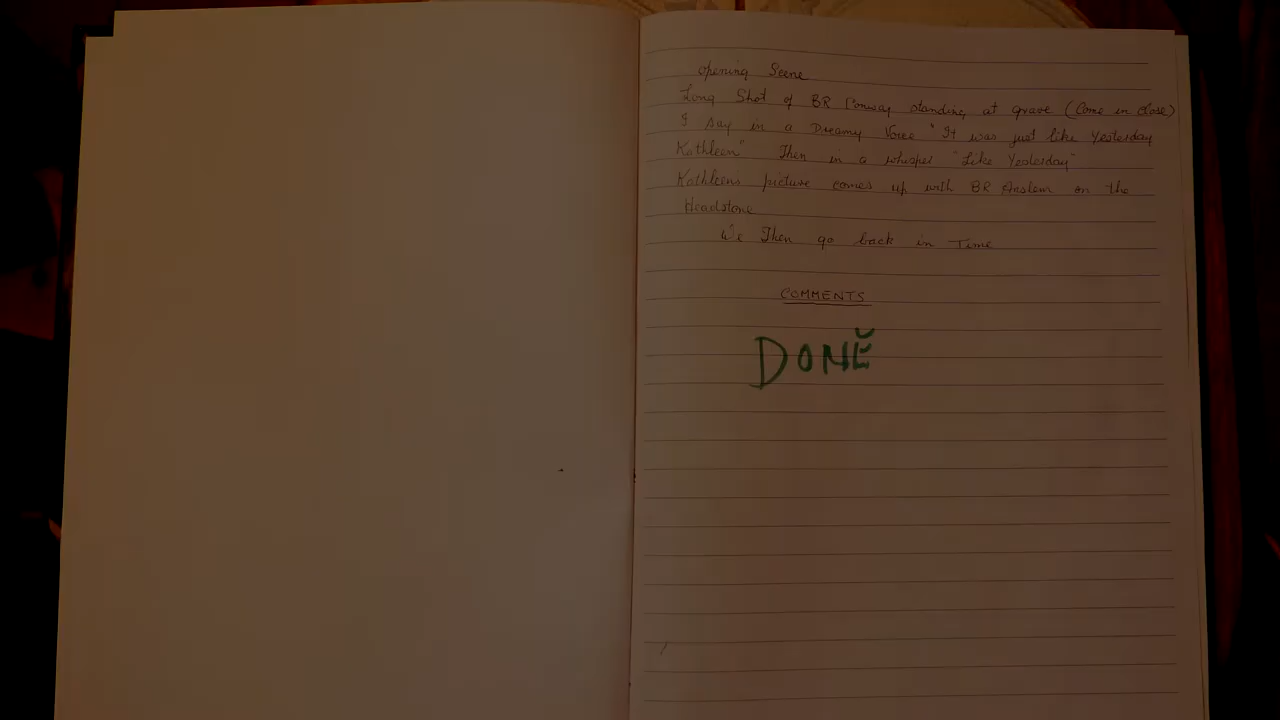 Opening Scene
Long Shot of BR Conway standing at grave (Come in close)
I say in a Dreamy Voice "It was just like Yesterday
Kathleen" Then in a whisper "Like Yesterday"
Kathleens picture comes up with BR Anslem on the
Headstone
We Then go back in Time
COMMENTS
DONE